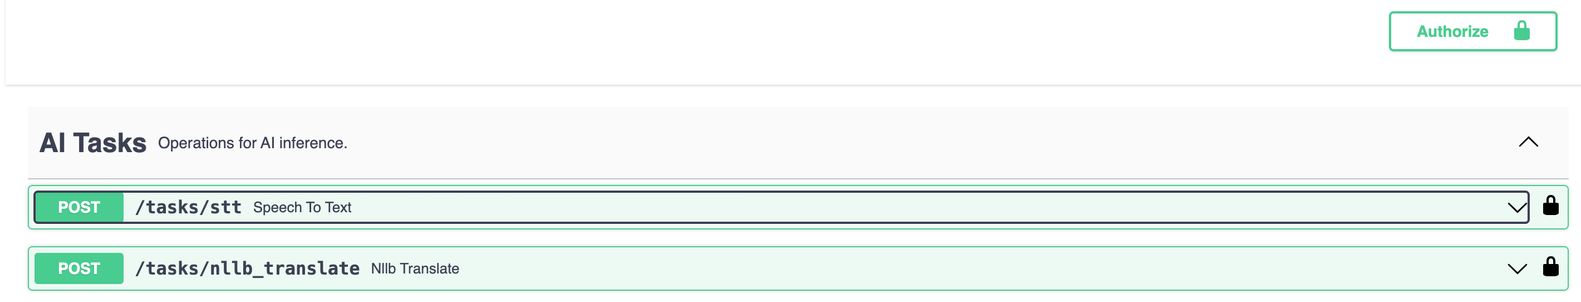 Authorize
AI Tasks Operations for AI inference.
POST /tasks/stt Speech To Text
POST /tasks/nllb_translate Nllb Translate